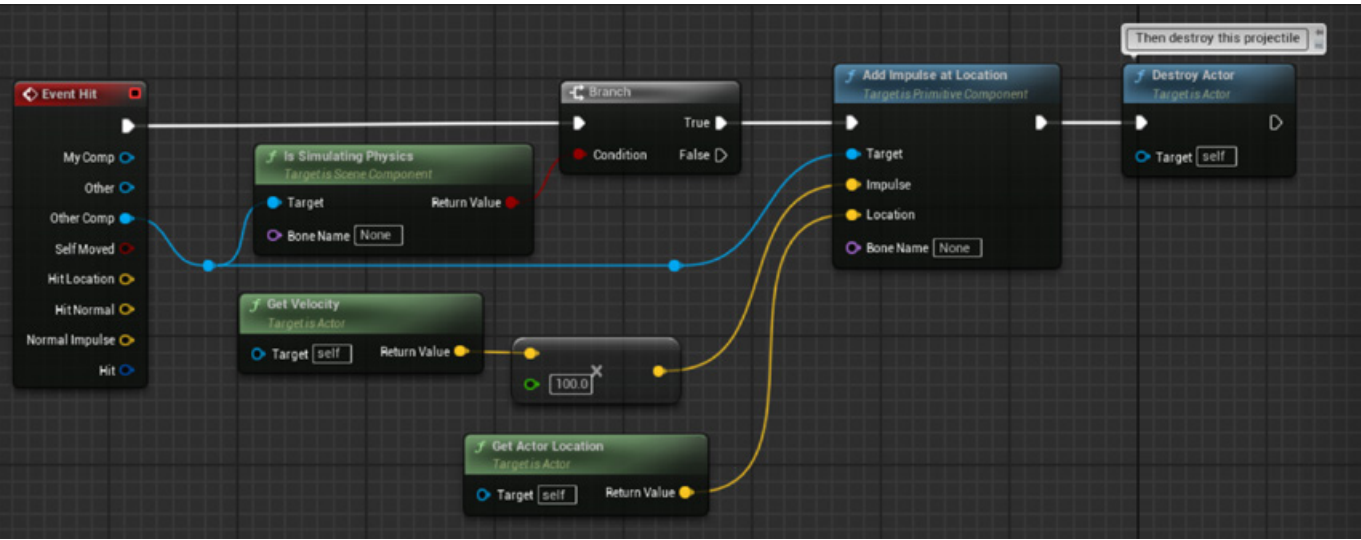 Then destroy this projectile
Event Hit
My Comp
Other
Other Comp
Self Moved
Hit Location
Hit Normal
Normal Impulse
Hit
Is Simulating Physics
Target is Scene Component
Target
Return Value
Bone Name None
Branch
True
Condition
False
Add Impulse at Location
Target is Primitive Component
Target
Impulse
Location
Bone Name None
Destroy Actor
Target is Actor
Target self
Get Velocity
Target is Actor
Target self
Return Value
×
100.0
Get Actor Location
Target is Actor
Target self
Return Value